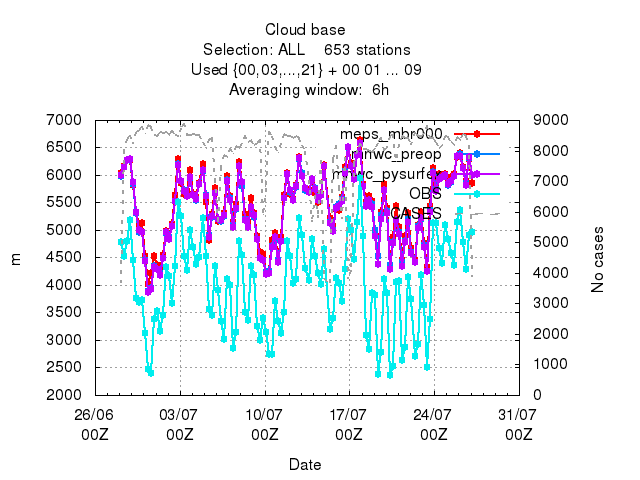 Cloud base
Selection: ALL 653 stations
Used {00,03,...,21} + 00 01 ... 09
Averaging window: 6h
7000
6500
6000
5500
5000
4500
4000
3500
3000
2500
2000
m
9000
8000
7000
6000
5000
4000
3000
2000
1000
0
No cases
meps_mbr000
mnwc_preop
mnwc_pysurfex
OBS
CASES
26/06 03/07 10/07 17/07 24/07 31/07
00Z 00Z 00Z 00Z 00Z 00Z
Date